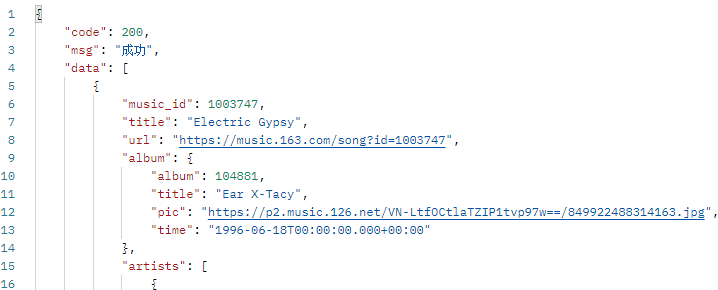 1 {
2 "code": 200,
3 "msg": "成功",
4 "data": [
5 {
6 "music_id": 1003747,
7 "title": "Electric Gypsy",
8 "url": "https://music.163.com/song?id=1003747",
9 "album": {
10 "album": 104881,
11 "title": "Ear X-Tacy",
12 "pic": "https://p2.music.126.net/VN-LtfOCtlaTZIP1tvp97w==/849922488314163.jpg",
13 "time": "1996-06-18T00:00:00.000+00:00"
14 },
15 "artists": [
16 {